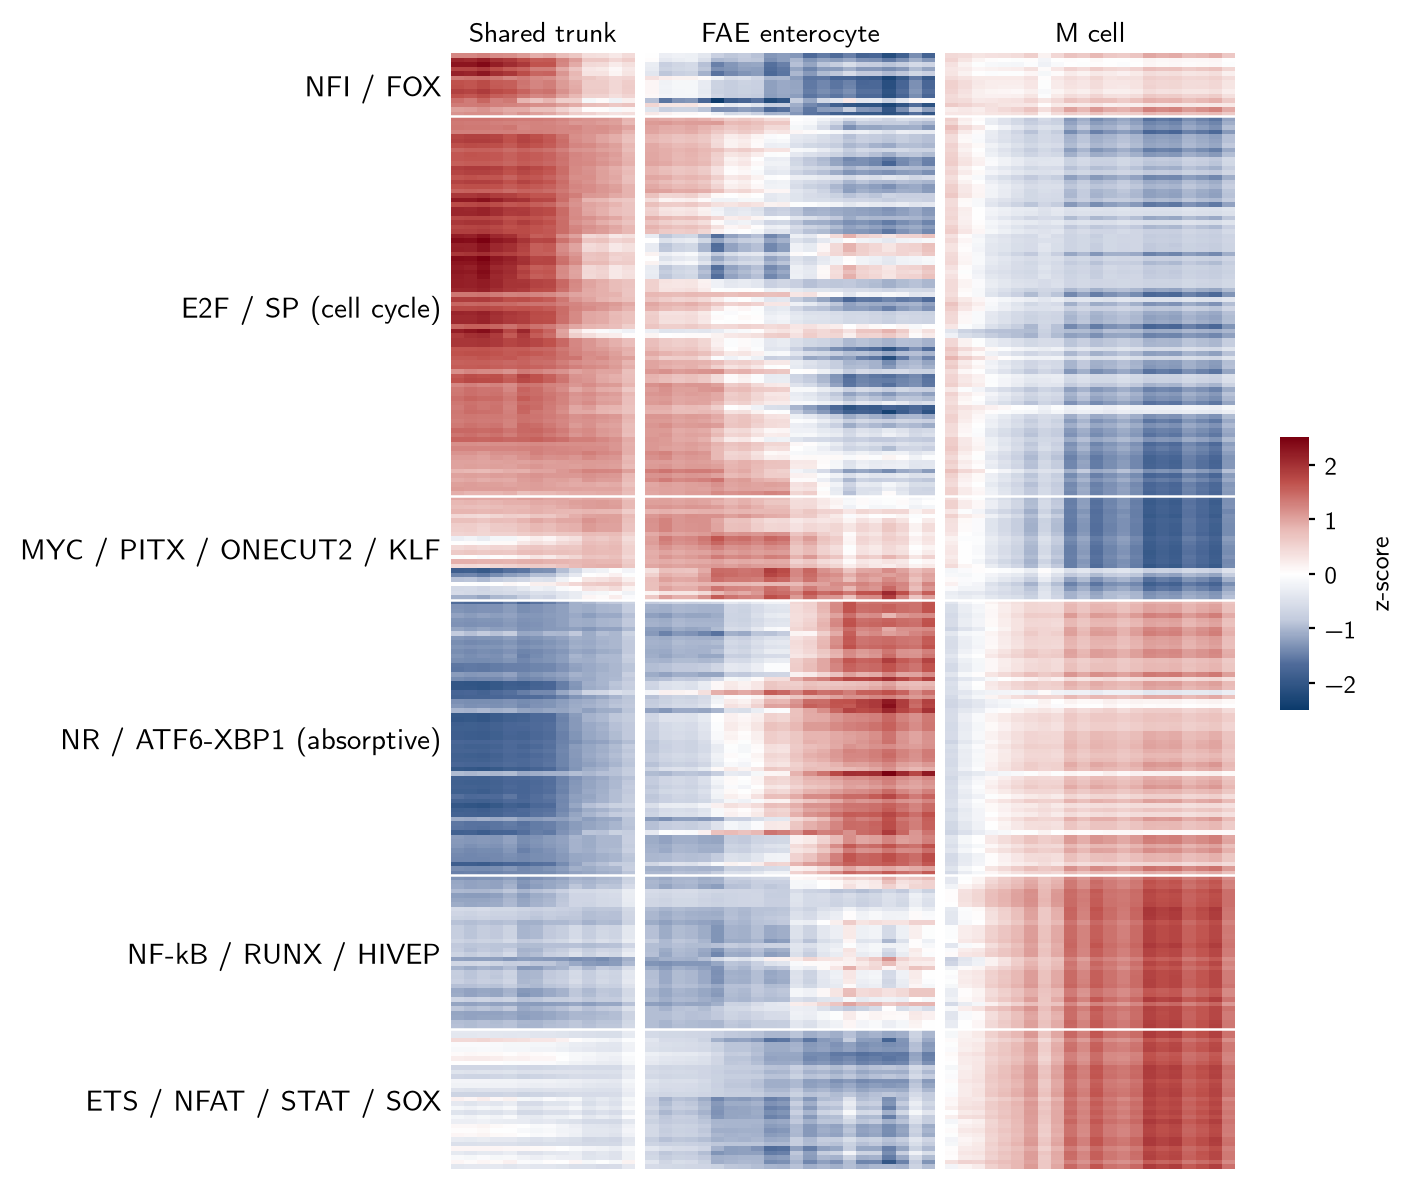 Shared trunk
FAE enterocyte
M cell
NFI / FOX
E2F / SP (cell cycle)
MYC / PITX / ONECUT2 / KLF
NR / ATF6-XBP1 (absorptive)
NF-kB / RUNX / HIVEP
ETS / NFAT / STAT / SOX
2
1
0
−1
−2
z-score